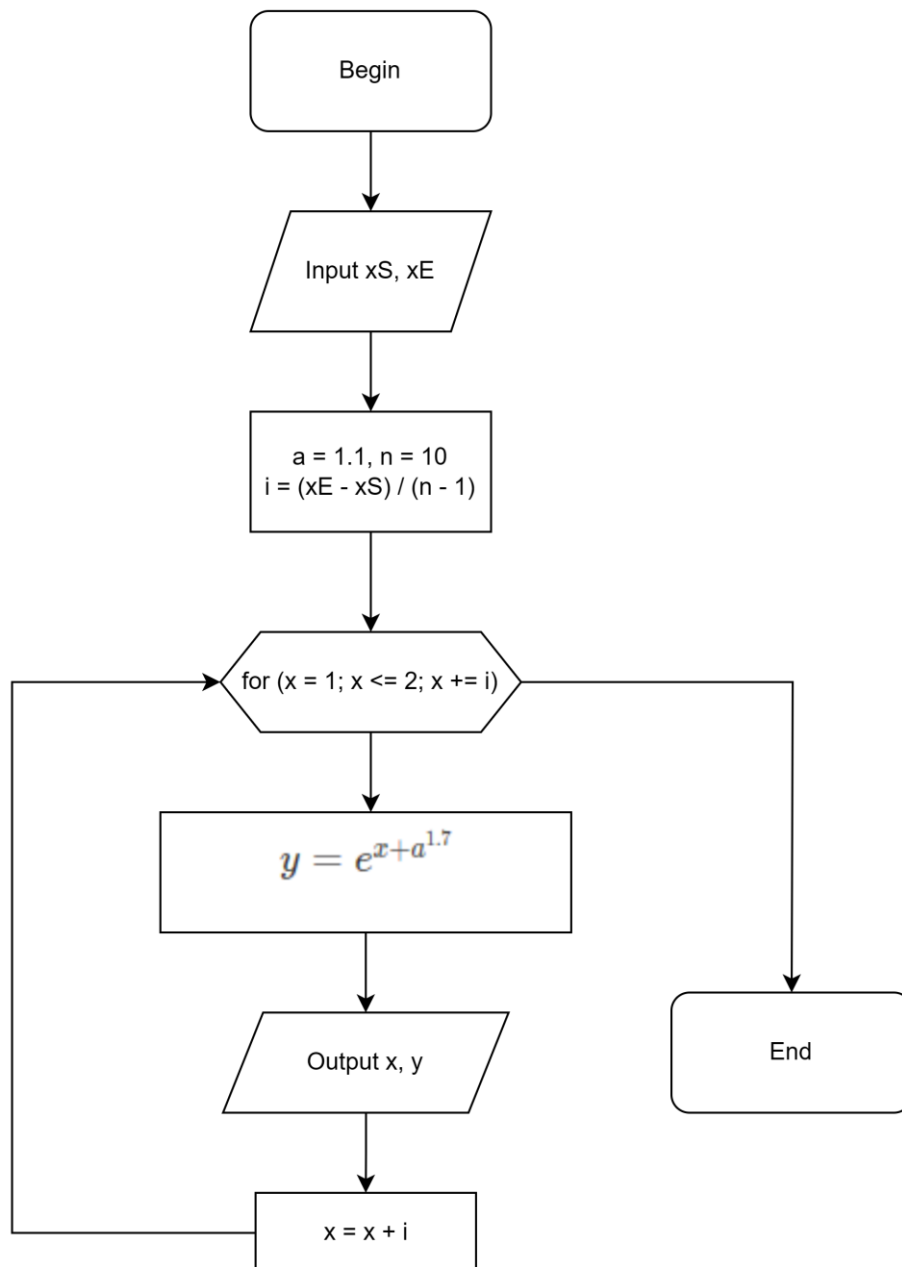 Begin
Input xS, xE
a = 1.1, n = 10
i = (xE - xS) / (n - 1)
for (x = 1; x <= 2; x += i)
y = e^{x+a^{1.7}}
Output x, y
End
x = x + i